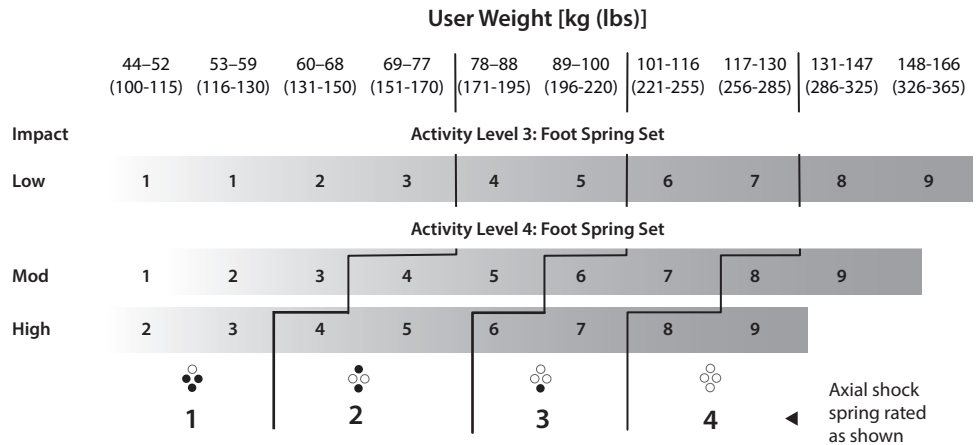 User Weight [kg (lbs)]
44–52 53–59 60–68 69–77 78–88 89–100 101-116 117-130 131-147 148-166
(100-115) (116-130) (131-150) (151-170) (171-195) (196-220) (221-255) (256-285) (286-325) (326-365)
Impact Activity Level 3: Foot Spring Set
Low 1 1 2 3 4 5 6 7 8 9
Activity Level 4: Foot Spring Set
Mod 1 2 3 4 5 6 7 8 9
High 2 3 4 5 6 7 8 9
1 2 3 4
Axial shock
spring rated
as shown